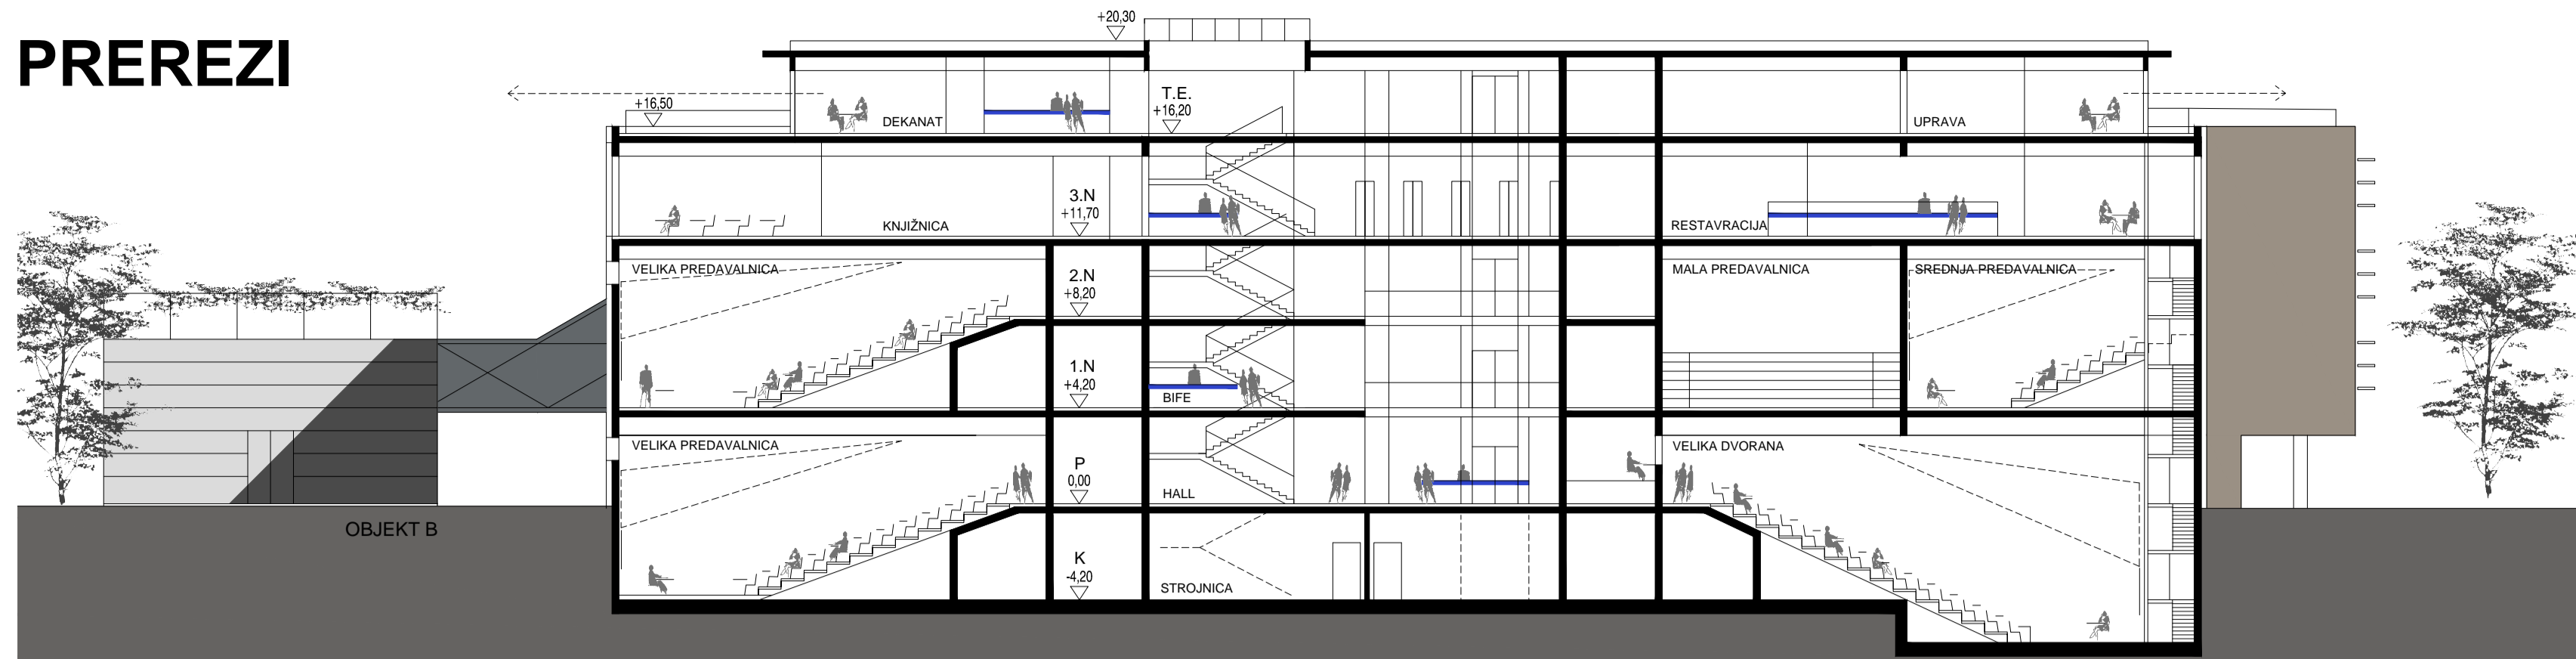 PREREZI
+20,30
+16,50
T.E.
+16,20
DEKANAT
UPRAVA
3.N
+11,70
KNJIŽNICA
RESTAVRACIJA
VELIKA PREDAVALNICA
2.N
+8,20
MALA PREDAVALNICA
SREDNJA PREDAVALNICA
1.N
+4,20
BIFE
VELIKA PREDAVALNICA
P
0,00
HALL
VELIKA DVORANA
OBJEKT B
K
-4,20
STROJNICA